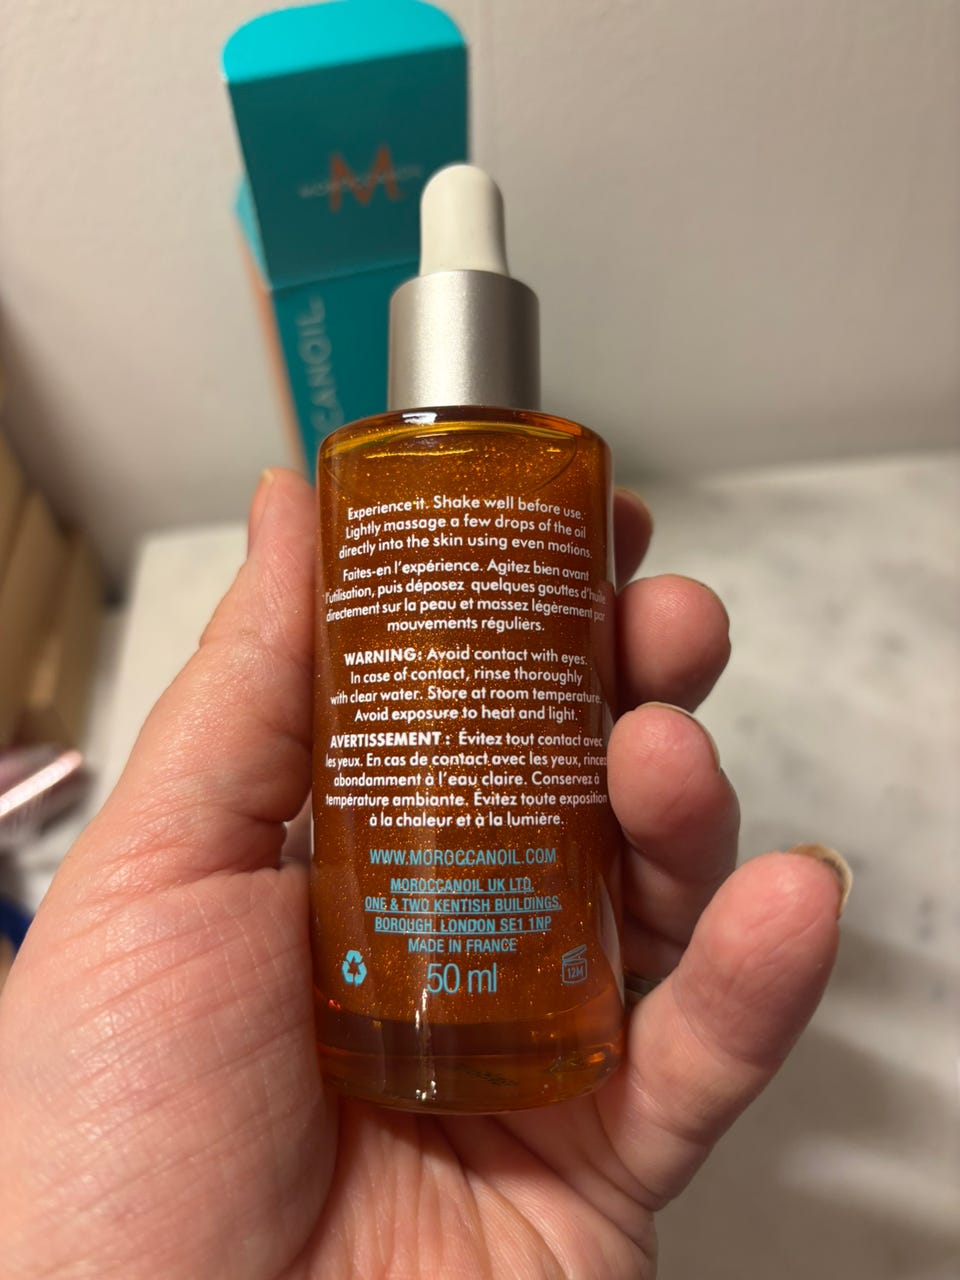 M
CANOIL.
Experience it. Shake well before use.
Lightly massage a few drops of the oil
directly into the skin using even motions.
Faites-en l'expérience. Agitez bien avant
l'utilisation, puis déposez quelques gouttes d'huile
directement sur la peau et massez légèrement par
mouvements réguliers.
WARNING: Avoid contact with eyes.
In case of contact, rinse thoroughly
with clear water. Store at room temperature.
Avoid exposure to heat and light.
AVERTISSEMENT : Évitez tout contact avec
les yeux. En cas de contact avec les yeux, rincez
abondamment à l'eau claire. Conservez à
température ambiante. Évitez toute exposition
à la chaleur et à la lumière.
WWW.MOROCCANOIL.COM
MOROCCANOIL UK LTD.
ONE & TWO KENTISH BUILDINGS,
BOROUGH, LONDON SE1 1NP
MADE IN FRANCE
50 ml
12M